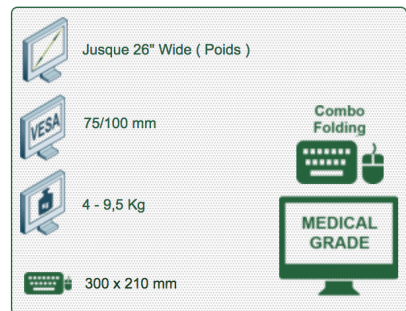 Jusque 26" Wide ( Poids )
VESA
75/100 mm
Combo
Folding
4 - 9,5 Kg
MEDICAL
GRADE
300 x 210 mm